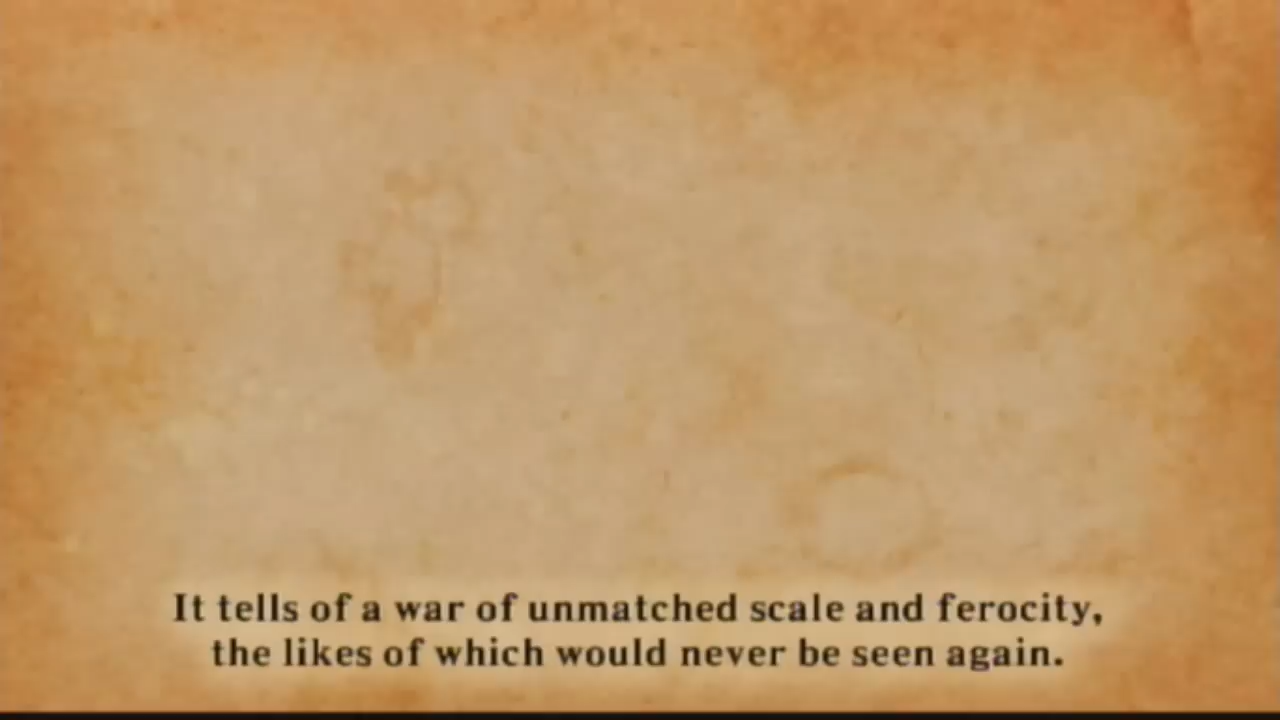 It tells of a war of unmatched scale and ferocity,
the likes of which would never be seen again.